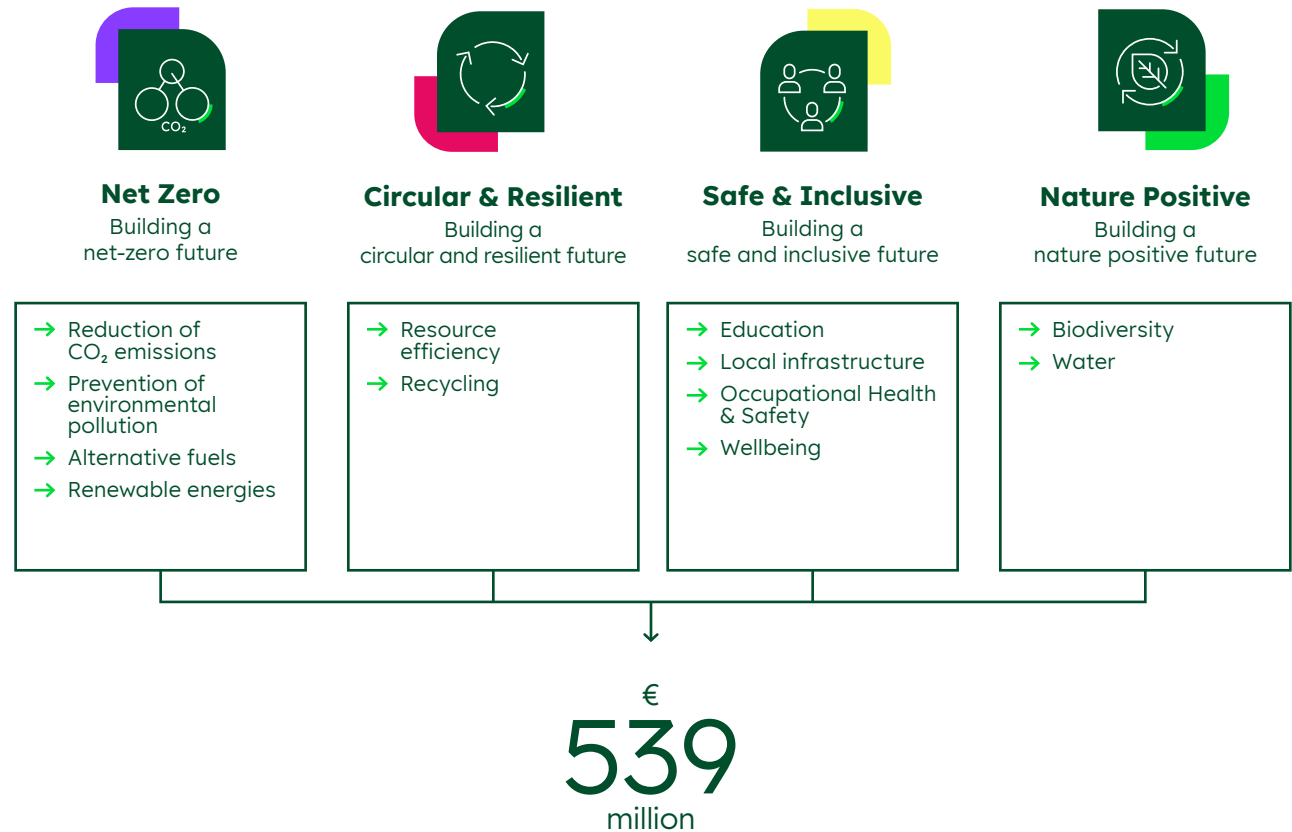 CO₂
Net Zero
Building a
net-zero future
Circular & Resilient
Building a
circular and resilient future
Safe & Inclusive
Building a
safe and inclusive future
Nature Positive
Building a
nature positive future
→ Reduction of
CO₂ emissions
→ Prevention of
environmental
pollution
→ Alternative fuels
→ Renewable energies
→ Resource
efficiency
→ Recycling
→ Education
→ Local infrastructure
→ Occupational Health
& Safety
→ Wellbeing
→ Biodiversity
→ Water
€
539
million